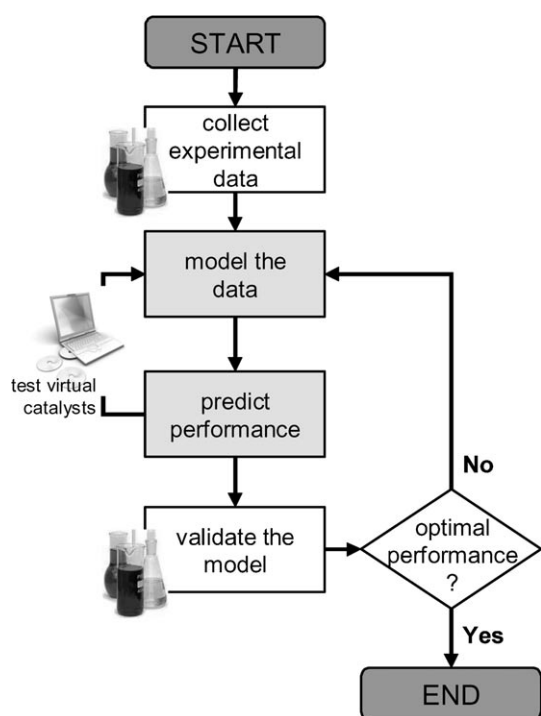 START
collect
experimental
data
model the
data
test virtual
catalysts
predict
performance
No
validate the
model
optimal
performance
?
Yes
END